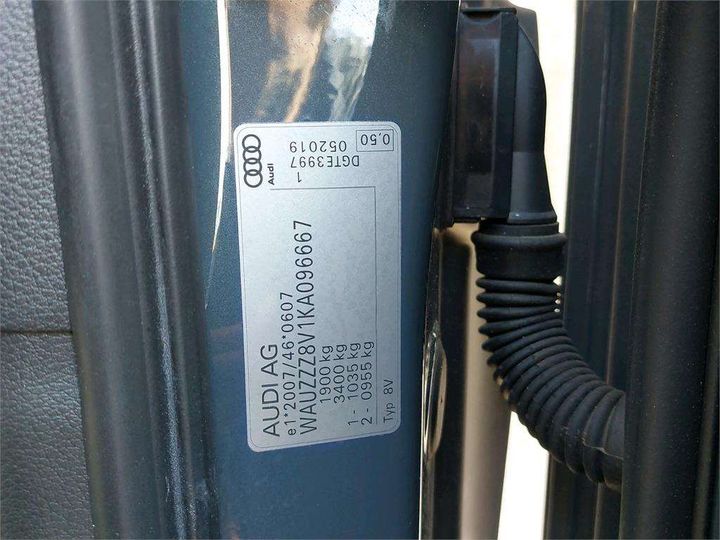 AUDI AG
e1*2007/46*0607
WAUZZZ8V1KA096667
1900 kg
3400 kg
1 - 1035 kg
2 - 0955 kg
Typ 8V
Audi
1
DGTE3997
052019
0.50